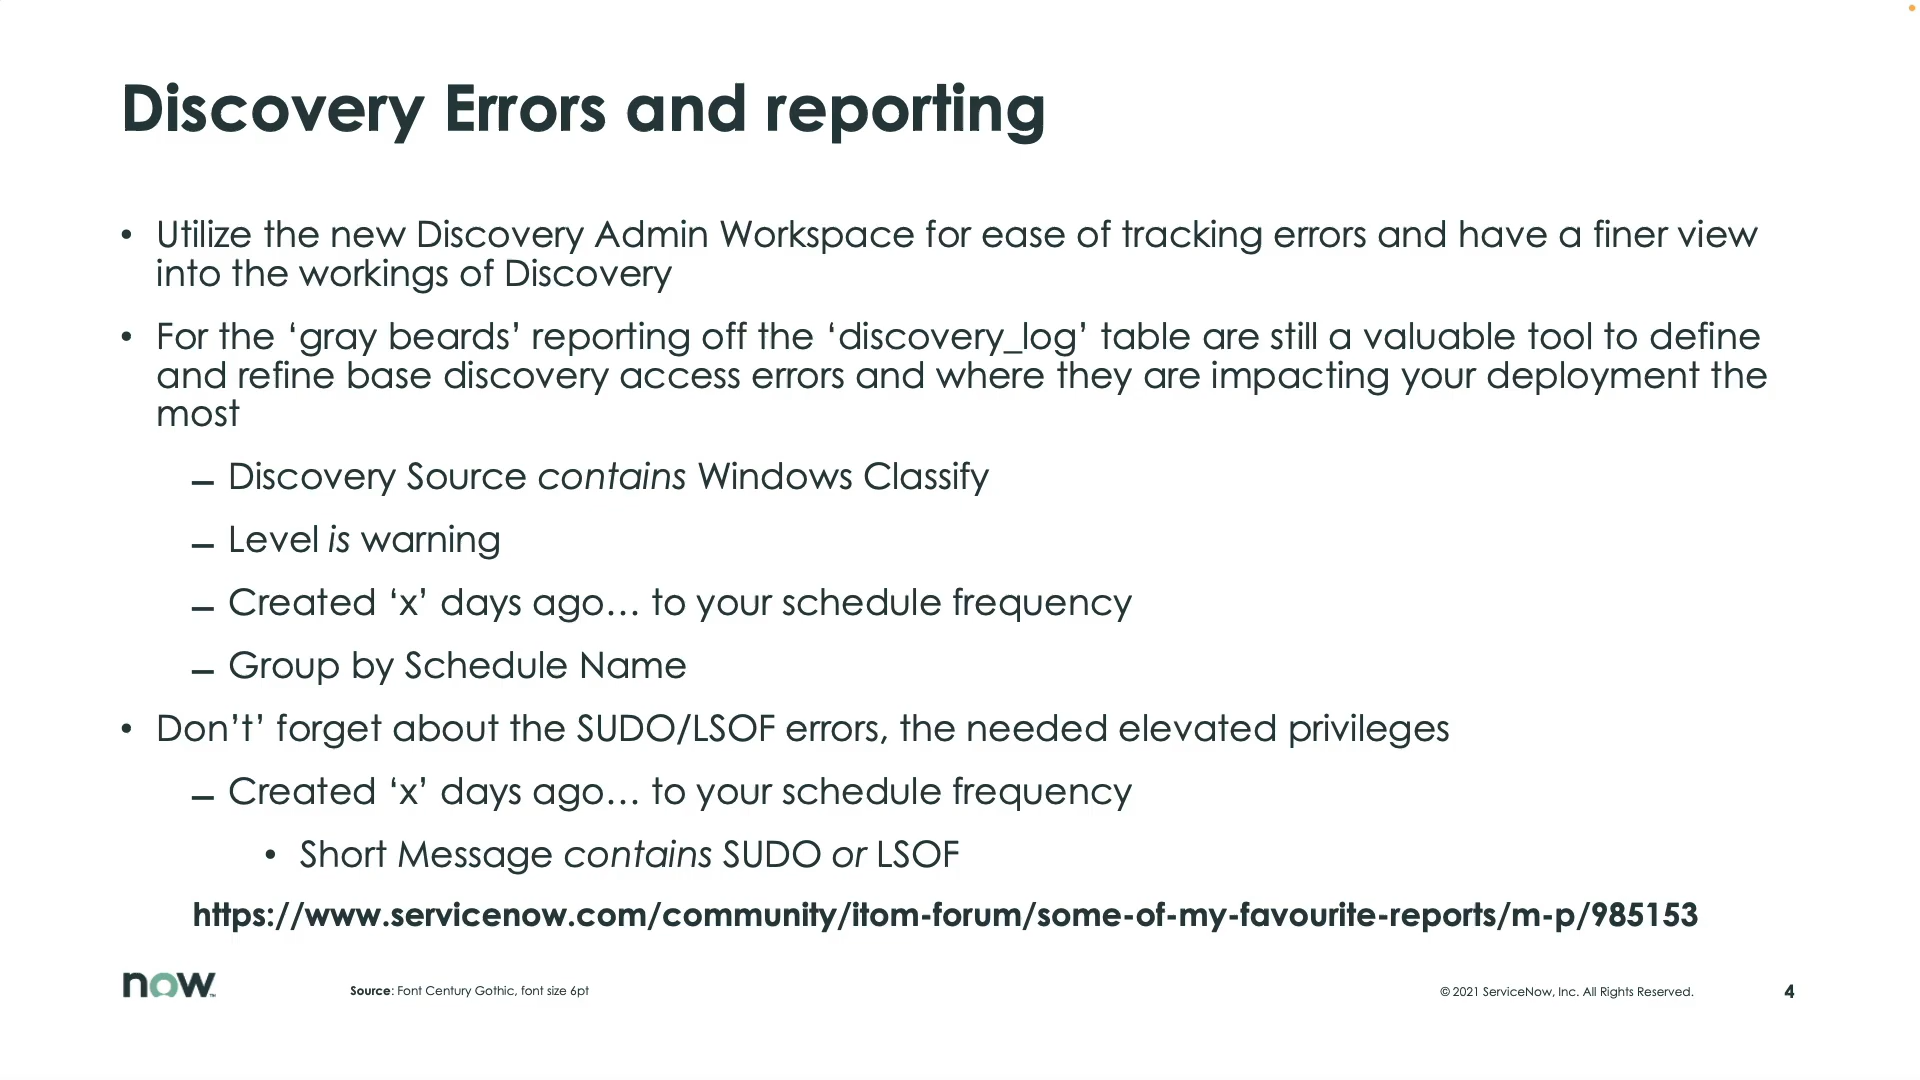 Discovery Errors and reporting
• Utilize the new Discovery Admin Workspace for ease of tracking errors and have a finer view
into the workings of Discovery
• For the ‘gray beards’ reporting off the ‘discovery_log’ table are still a valuable tool to define
and refine base discovery access errors and where they are impacting your deployment the
most
– Discovery Source contains Windows Classify
– Level is warning
– Created ‘x’ days ago… to your schedule frequency
– Group by Schedule Name
• Don’t’ forget about the SUDO/LSOF errors, the needed elevated privileges
– Created ‘x’ days ago… to your schedule frequency
• Short Message contains SUDO or LSOF
https://www.servicenow.com/community/itom-forum/some-of-my-favourite-reports/m-p/985153
now™
Source: Font Century Gothic, font size 6pt
© 2021 ServiceNow, Inc. All Rights Reserved.
4